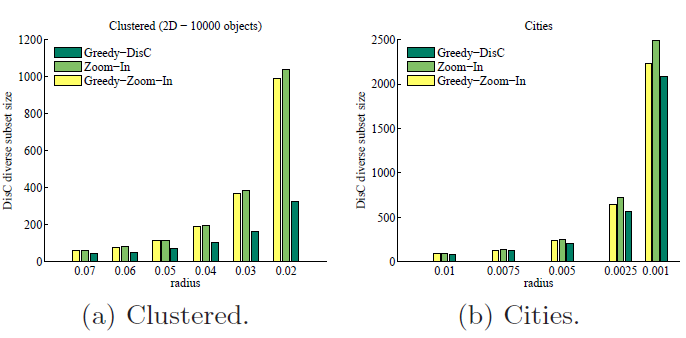 Clustered (2D − 10000 objects)
1200
1000
800
600
400
200
0
DisC diverse subset size
Greedy−DisC
Zoom−In
Greedy−Zoom−In
0.07 0.06 0.05 0.04 0.03 0.02
radius
(a) Clustered.
Cities
2500
2000
1500
2000
500
0
DisC diverse subset size
Greedy−DisC
Zoom−In
Greedy−Zoom−In
0.01 0.0075 0.005 0.0025 0.001
radius
(b) Cities.